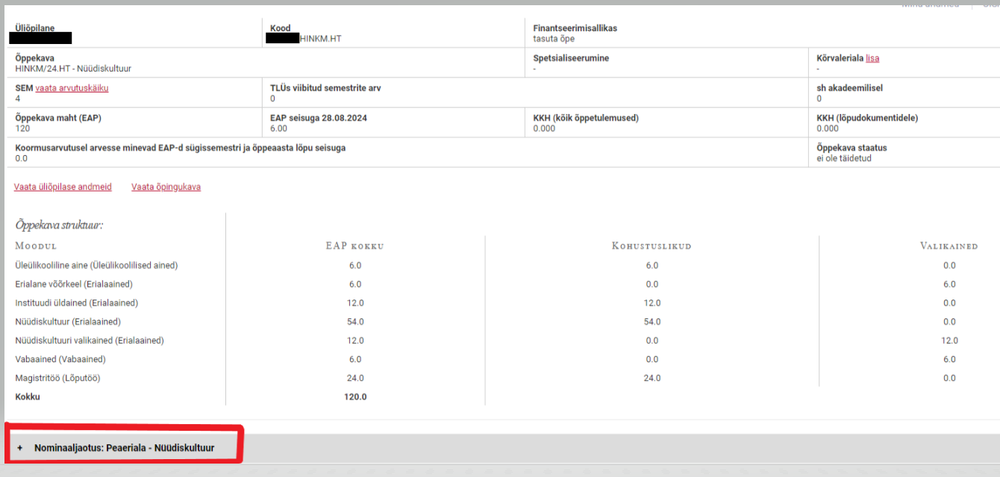 Üliõpilane Kood Finantseerimisallikas
HINKM.HT tasuta õpe
Õppekava Spetsialiseerumine Kõrvaleriala lisa
HINKM/24.HT - Nüüdiskultuur - -
SEM vaata arvutuskäiku TLÜs viibitud semestrite arv sh akadeemilisel
4 0 0
Õppekava maht (EAP) EAP seisuga 28.08.2024 KKH (kõik õppetulemused) KKH (lõpudokumentidele)
120 6.00 0.000 0.000
Koormusarvutusel arvesse minevad EAP-d sügissemestri ja õppeaasta lõpu seisuga Õppekava staatus
0.0 ei ole täidetud
Vaata üliõpilase andmeid Vaata õpingukava
Õppekava struktuur:
Moodul EAP kokku Kohustuslikud Valikained
Üleülikooliline aine (Üleülikoolilised ained) 6.0 6.0 0.0
Erialane võõrkeel (Erialaained) 6.0 0.0 6.0
Instituudi üldained (Erialaained) 12.0 12.0 0.0
Nüüdiskultuur (Erialaained) 54.0 54.0 0.0
Nüüdiskultuuri valikained (Erialaained) 12.0 0.0 12.0
Vabaained (Vabaained) 6.0 0.0 6.0
Magistritöö (Lõputöö) 24.0 24.0 0.0
Kokku 120.0
+ Nominaaljaotus: Peaeriala - Nüüdiskultuur